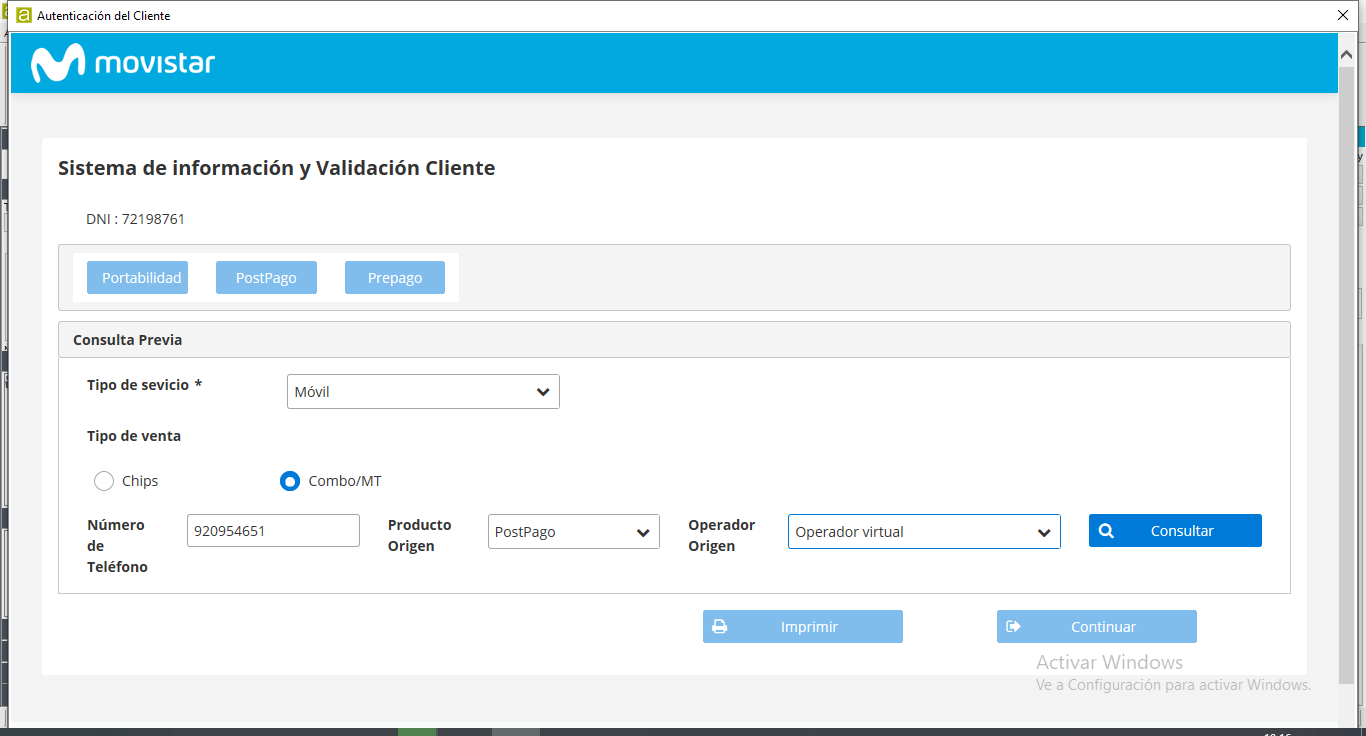 Autenticación del Cliente
movistar
Sistema de información y Validación Cliente
DNI : 72198761
Portabilidad PostPago Prepago
Consulta Previa
Tipo de sevicio * Móvil
Tipo de venta
Chips Combo/MT
Número de Teléfono 920954651 Producto Origen PostPago Operador Origen Operador virtual Consultar
Imprimir Continuar
Activar Windows
Ve a Configuración para activar Windows.